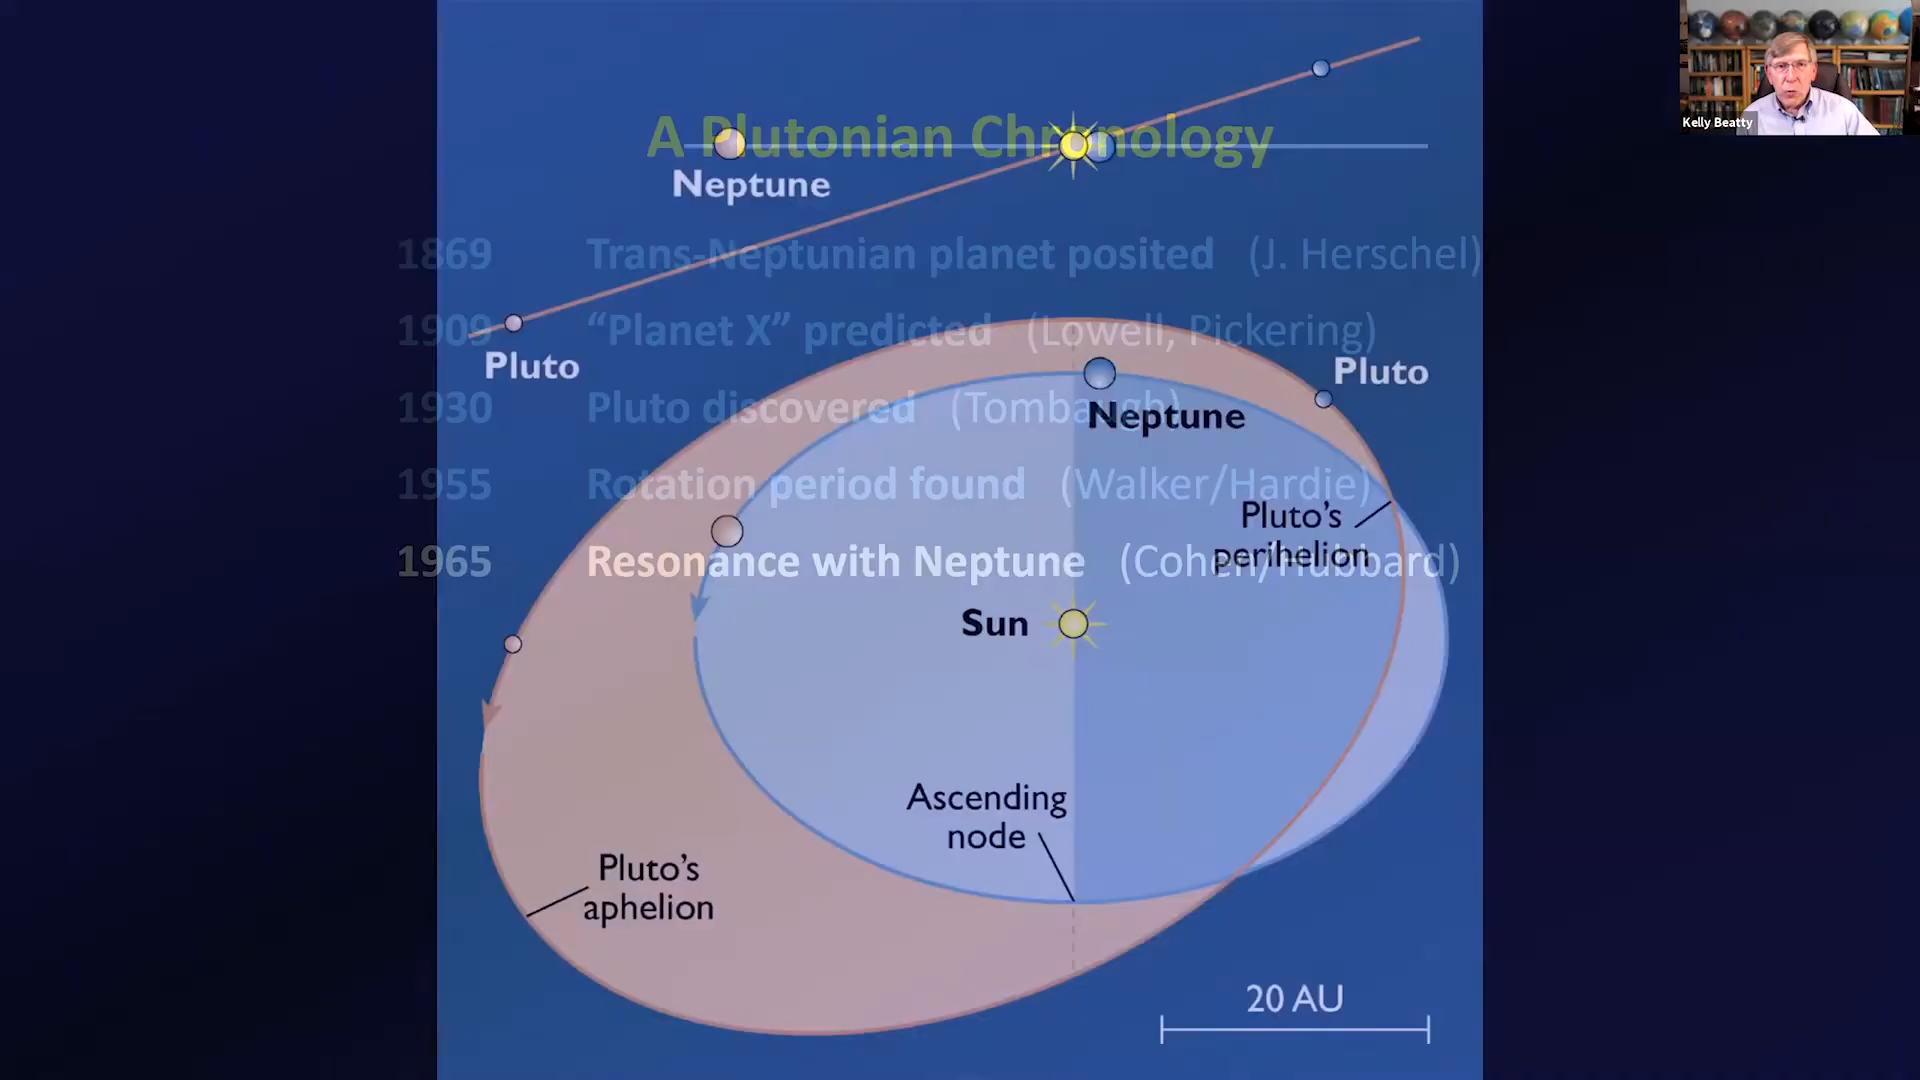 A Plutonian Chronology
Neptune
1869 Trans-Neptunian planet posited (J. Herschel)
1909 “Planet X” predicted (Lowell, Pickering)
Pluto
Pluto
1930 Pluto discovered (Tombaugh)
Neptune
1955 Rotation period found (Walker/Hardie)
Pluto’s
perihelion
1965 Resonance with Neptune (Cohen/Hubbard)
Sun
Ascending
node
Pluto’s
aphelion
20 AU
Kelly Beatty